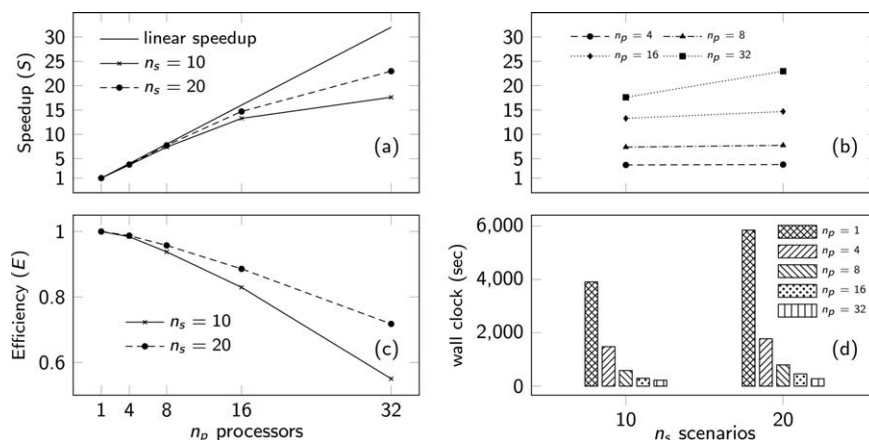 30
25
20
15
10
5
1
Speedup (S)
linear speedup
n_s = 10
n_s = 20
(a)
30
25
20
15
10
5
1
n_p = 4
n_p = 8
n_p = 16
n_p = 32
(b)
1
0.8
0.6
Efficiency (E)
n_s = 10
n_s = 20
(c)
1 4 8 16 32
n_p processors
6,000
4,000
2,000
0
wall clock (sec)
n_p = 1
n_p = 4
n_p = 8
n_p = 16
n_p = 32
(d)
10 20
n_s scenarios